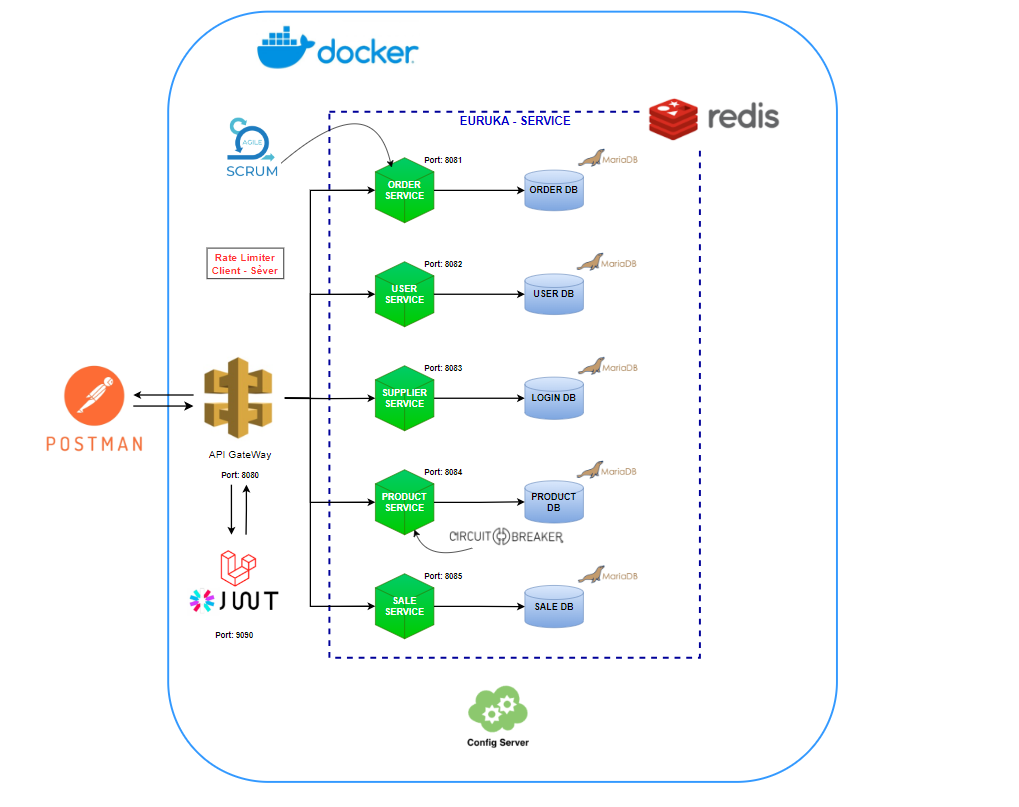 docker
redis
EURUKA - SERVICE
AGILE
SCRUM
Port: 8081
ORDER
SERVICE
ORDER DB
MariaDB
Rate Limiter
Client - Sèver
Port: 8082
USER
SERVICE
USER DB
MariaDB
POSTMAN
API GateWay
Port: 8080
Port: 8083
SUPPLIER
SERVICE
LOGIN DB
MariaDB
Port: 8084
PRODUCT
SERVICE
PRODUCT
DB
MariaDB
CIRCUIT BREAKER
JWT
Port: 9090
Port: 8085
SALE
SERVICE
SALE DB
MariaDB
Config Server